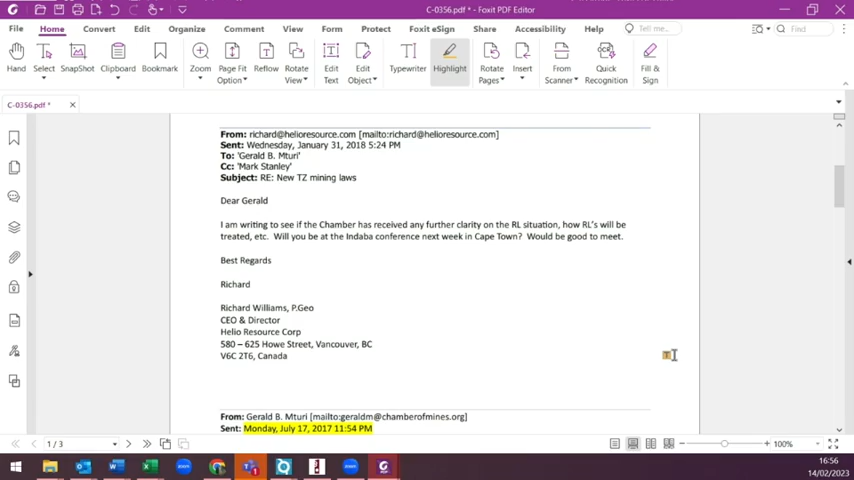 C-0356.pdf * - Foxit PDF Editor
File Home Convert Edit Organize Comment View Form Protect Foxit eSign Share Accessibility Help Tell me... Find
Hand Select SnapShot Clipboard Bookmark Zoom Page Fit Option Reflow Rotate View Edit Text Edit Object Typewriter Highlight Rotate Pages Insert From Scanner Quick Recognition Fill & Sign
C-0356.pdf *
From: richard@helioresource.com [mailto:richard@helioresource.com]
Sent: Wednesday, January 31, 2018 5:24 PM
To: 'Gerald B. Mturi'
Cc: 'Mark Stanley'
Subject: RE: New TZ mining laws
Dear Gerald
I am writing to see if the Chamber has received any further clarity on the RL situation, how RL's will be
treated, etc. Will you be at the Indaba conference next week in Cape Town? Would be good to meet.
Best Regards
Richard
Richard Williams, P.Geo
CEO & Director
Helio Resource Corp
580 – 625 Howe Street, Vancouver, BC
V6C 2T6, Canada
From: Gerald B. Mturi [mailto:geraldm@chamberofmines.org]
Sent: Monday, July 17, 2017 11:54 PM
1 / 3
100%
16:56
14/02/2023